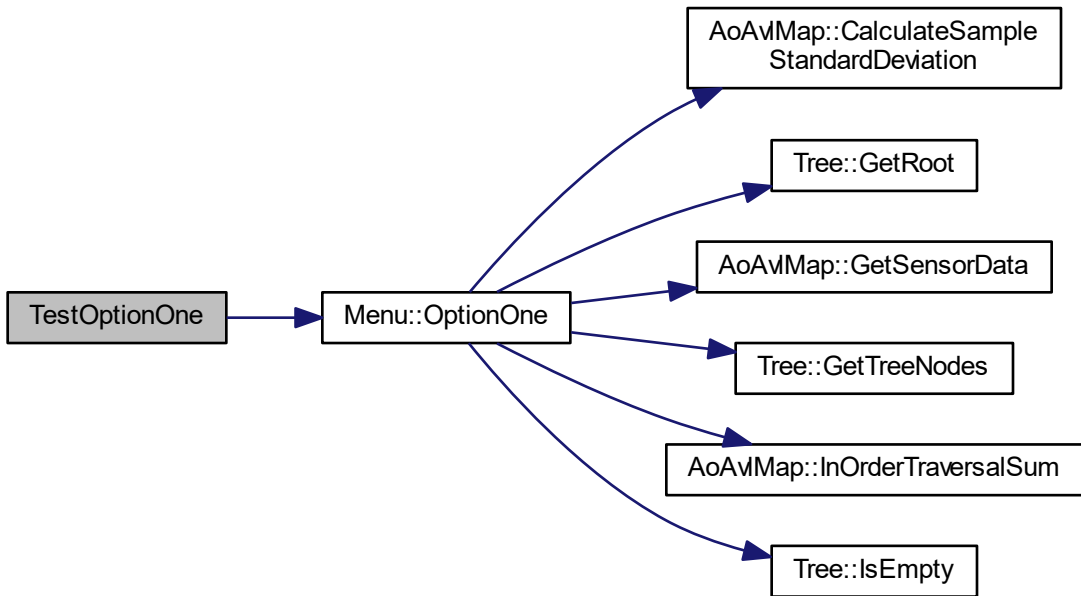 AoAvlMap::CalculateSample
StandardDeviation
Tree::GetRoot
AoAvlMap::GetSensorData
TestOptionOne
Menu::OptionOne
Tree::GetTreeNodes
AoAvlMap::InOrderTraversalSum
Tree::IsEmpty